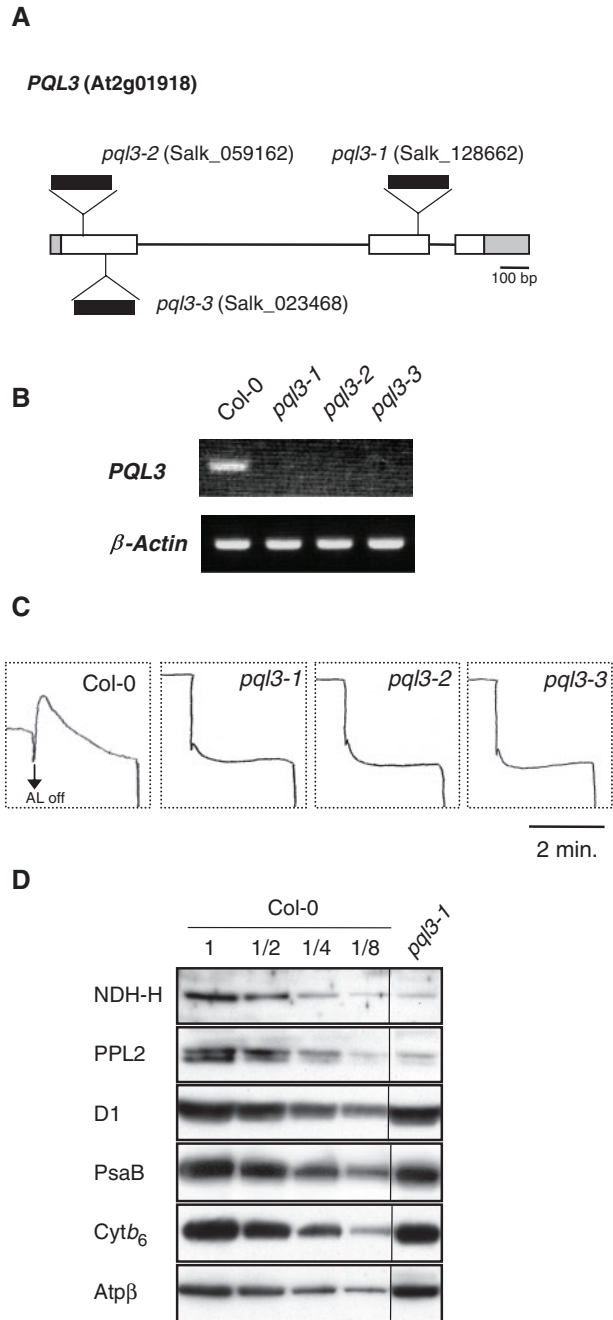 A
PQL3 (At2g01918)
pql3-2 (Salk_059162)
pql3-1 (Salk_128662)
100 bp
pql3-3 (Salk_023468)
B
Col-0
pql3-1
pql3-2
pql3-3
PQL3
β-Actin
C
Col-0
pql3-1
pql3-2
pql3-3
AL off
2 min.
D
Col-0
pql3-1
1 1/2 1/4 1/8
NDH-H
PPL2
D1
PsaB
Cytb6
Atpβ